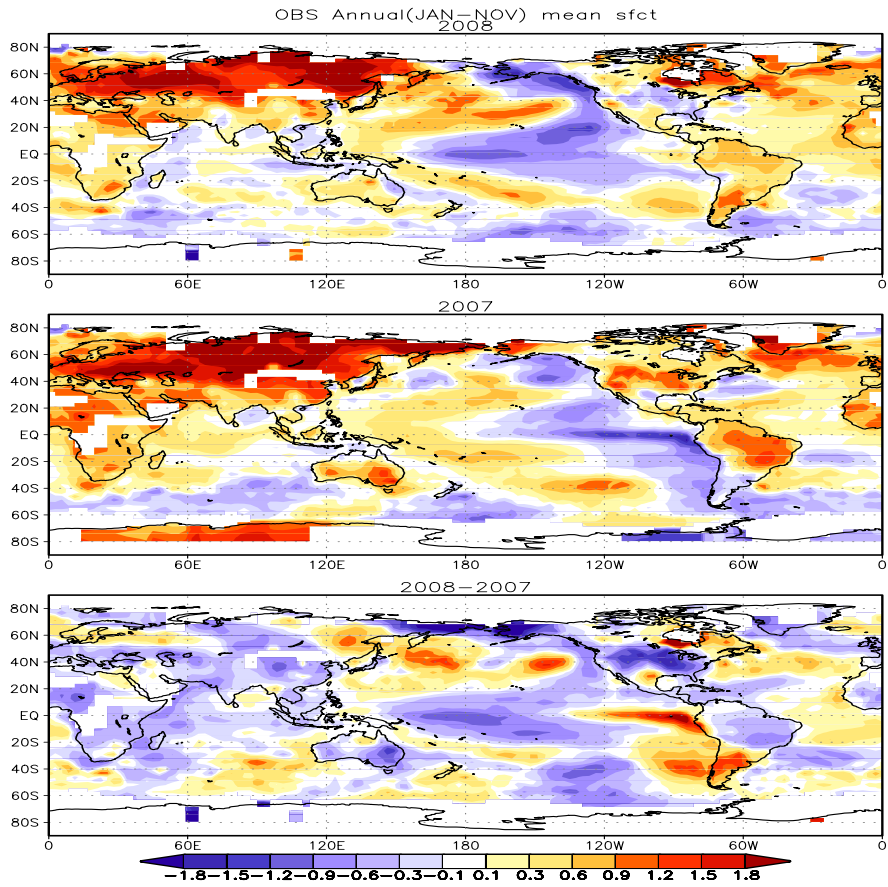 OBS Annual(JAN−NOV) mean sfct
2008
80N
60N
40N
20N
EQ
20S
40S
60S
80S
0 60E 120E 180 120W 60W 0
2007
80N
60N
40N
20N
EQ
20S
40S
60S
80S
0 60E 120E 180 120W 60W 0
2008−2007
80N
60N
40N
20N
EQ
20S
40S
60S
80S
0 60E 120E 180 120W 60W 0
−1.8 −1.5 −1.2 −0.9 −0.6 −0.3 −0.1 0.1 0.3 0.6 0.9 1.2 1.5 1.8